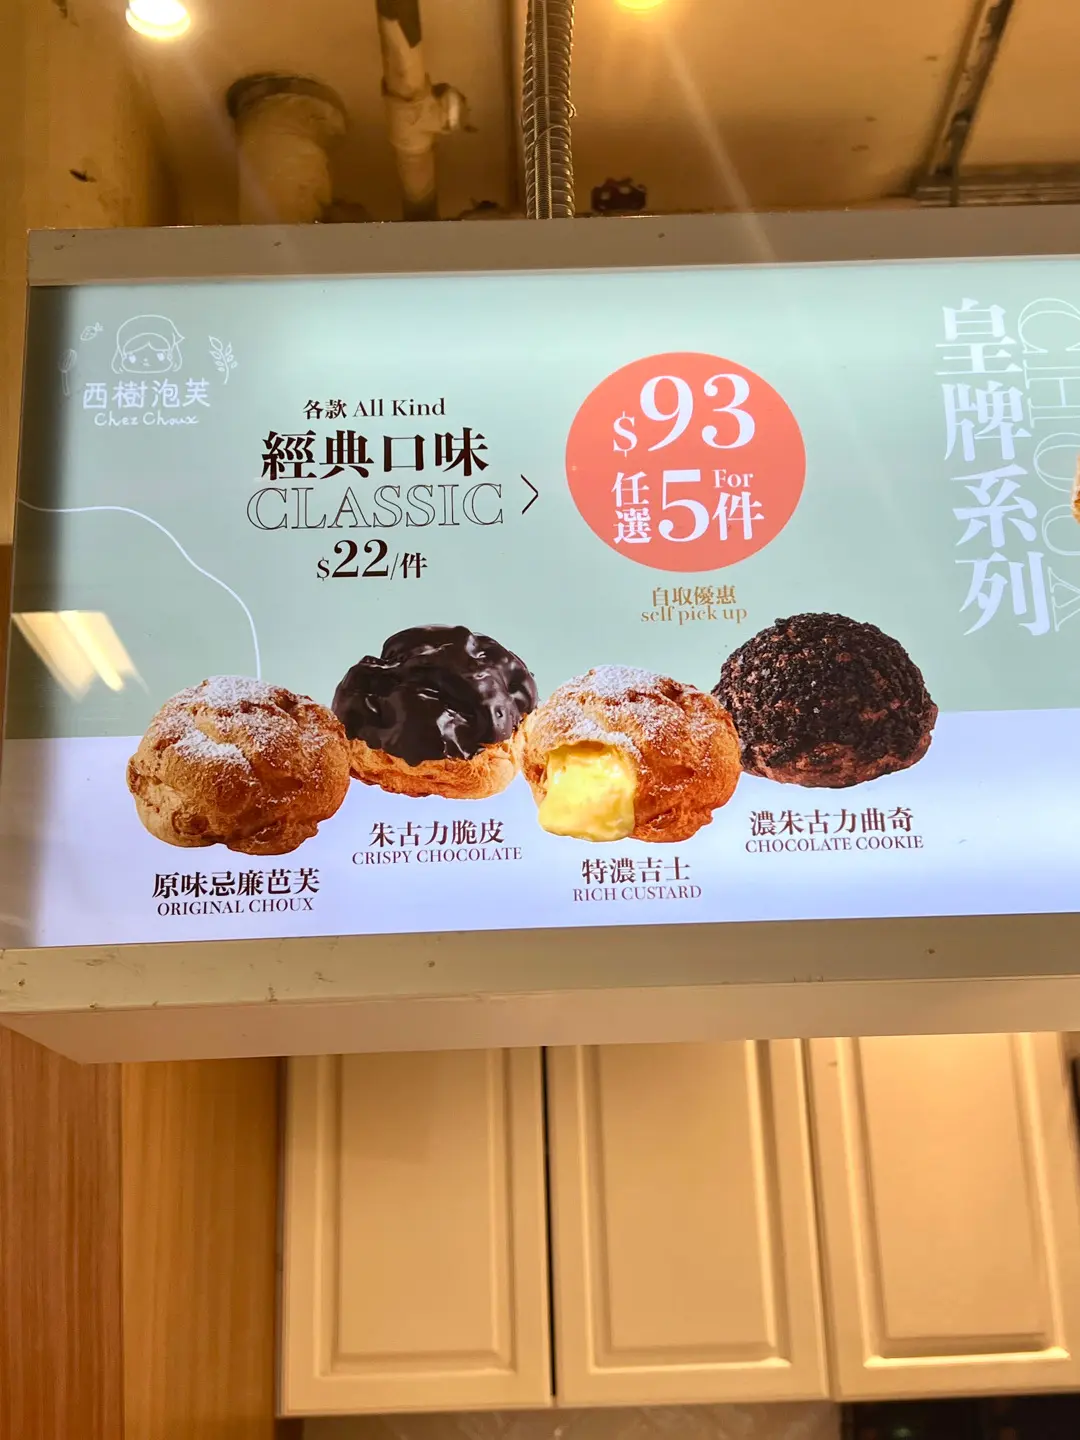 西樹泡芙
Chez Choux
各款 All Kind
經典口味
CLASSIC
$22/件
>
$93
任選5件
For
自取優惠
self pick up
皇牌系列
原味忌廉芭芙
ORIGINAL CHOUX
朱古力脆皮
CRISPY CHOCOLATE
特濃吉士
RICH CUSTARD
濃朱古力曲奇
CHOCOLATE COOKIE